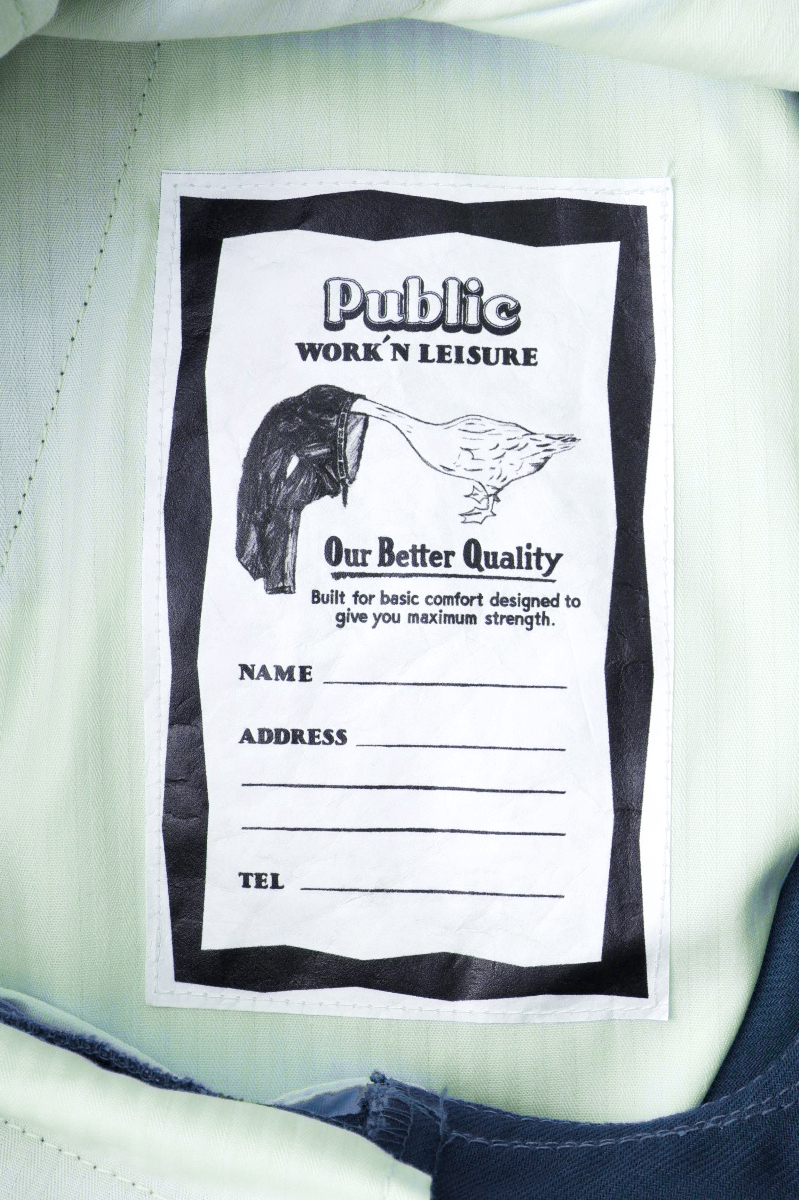 Public
WORK´N LEISURE
Our Better Quality
Built for basic comfort designed to
give you maximum strength.
NAME
ADDRESS
TEL